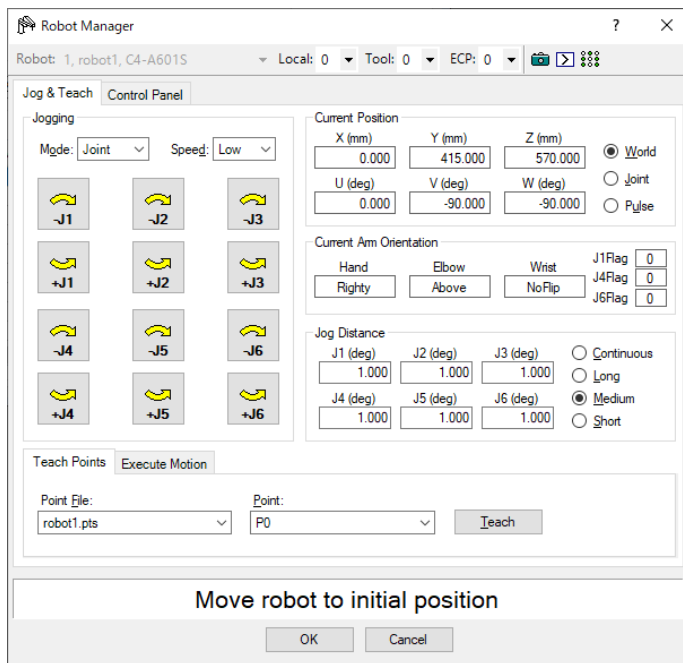 Robot Manager
? ×
Robot: 1, robot1, C4-A601S Local: 0 Tool: 0 ECP: 0
Jog & Teach Control Panel
Jogging
Mode: Joint Speed: Low
-J1 -J2 -J3
+J1 +J2 +J3
-J4 -J5 -J6
+J4 +J5 +J6
Current Position
X (mm) Y (mm) Z (mm)
0.000 415.000 570.000
U (deg) V (deg) W (deg)
0.000 -90.000 -90.000
World
Joint
Pulse
Current Arm Orientation
Hand Elbow Wrist
Righty Above NoFlip
J1Flag 0
J4Flag 0
J6Flag 0
Jog Distance
J1 (deg) J2 (deg) J3 (deg)
1.000 1.000 1.000
J4 (deg) J5 (deg) J6 (deg)
1.000 1.000 1.000
Continuous
Long
Medium
Short
Teach Points Execute Motion
Point File: Point:
robot1.pts P0 Teach
Move robot to initial position
OK Cancel